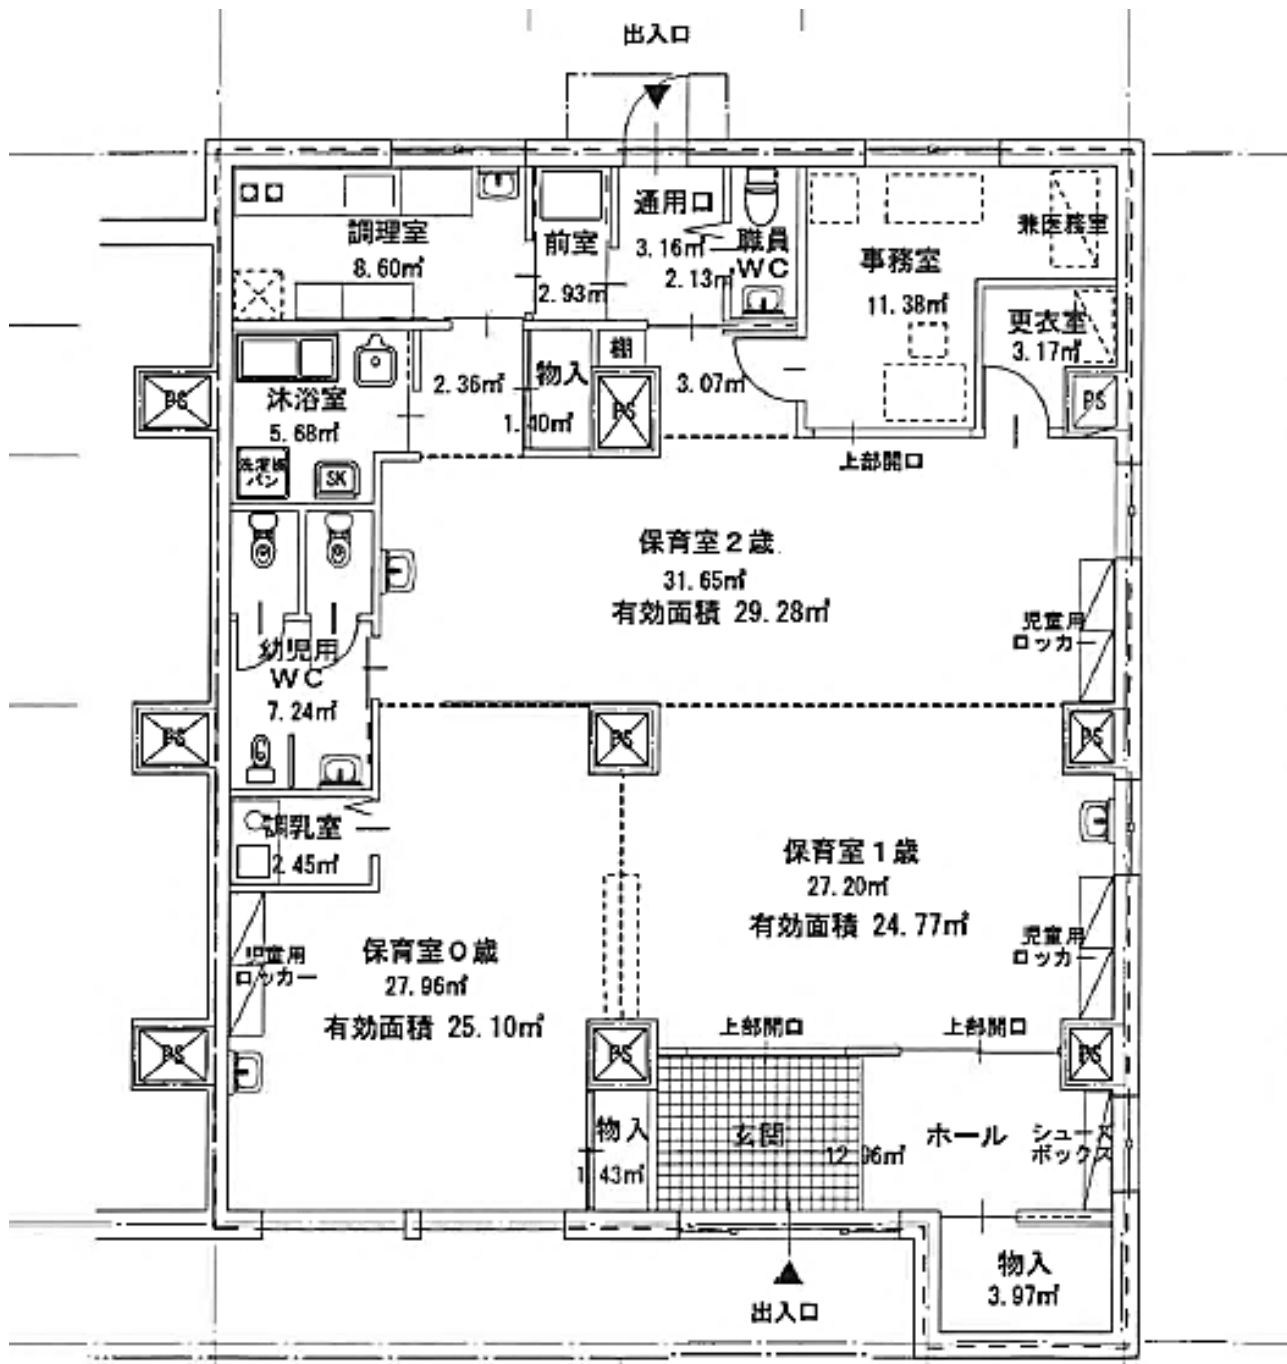 出入口
調理室
8.60㎡
前室
2.93㎡
通用口
3.16㎡
職員
WC
2.13㎡
事務室
11.38㎡
兼医務室
更衣室
3.17㎡
棚
物入
1.40㎡
2.36㎡
3.07㎡
沐浴室
5.68㎡
洗濯機
パン
SK
PS
PS
PS
上部開口
保育室2歳
31.65㎡
有効面積 29.28㎡
児童用
ロッカー
幼児用
WC
7.24㎡
PS
PS
PS
調乳室
2.45㎡
保育室1歳
27.20㎡
有効面積 24.77㎡
児童用
ロッカー
児童用
ロッカー
保育室0歳
27.96㎡
有効面積 25.10㎡
上部開口
上部開口
PS
PS
PS
物入
1.43㎡
玄関
12.96㎡
ホール
シューズ
ボックス
物入
3.97㎡
出入口